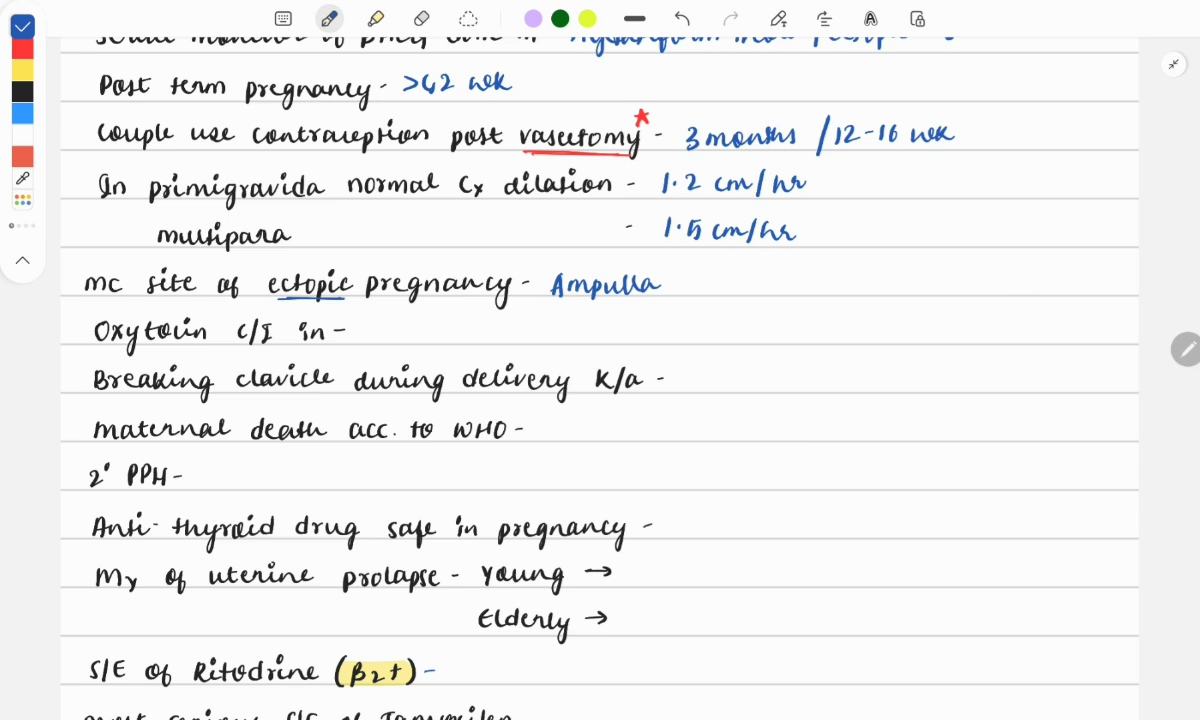 Post term pregnancy - >42 wk
Couple use contraception post vasectomy* - 3 months / 12-16 wk
In primigravida normal Cx dilation - 1.2 cm/hr
multipara - 1.5 cm/hr
mc site of ectopic pregnancy - Ampulla
Oxytocin C/I in -
Breaking clavicle during delivery K/a -
maternal death acc. to WHO -
2° PPH -
Anti-thyroid drug safe in pregnancy -
Mx of uterine prolapse - Young →
Elderly →
S/E of Ritodrine (β2+) -